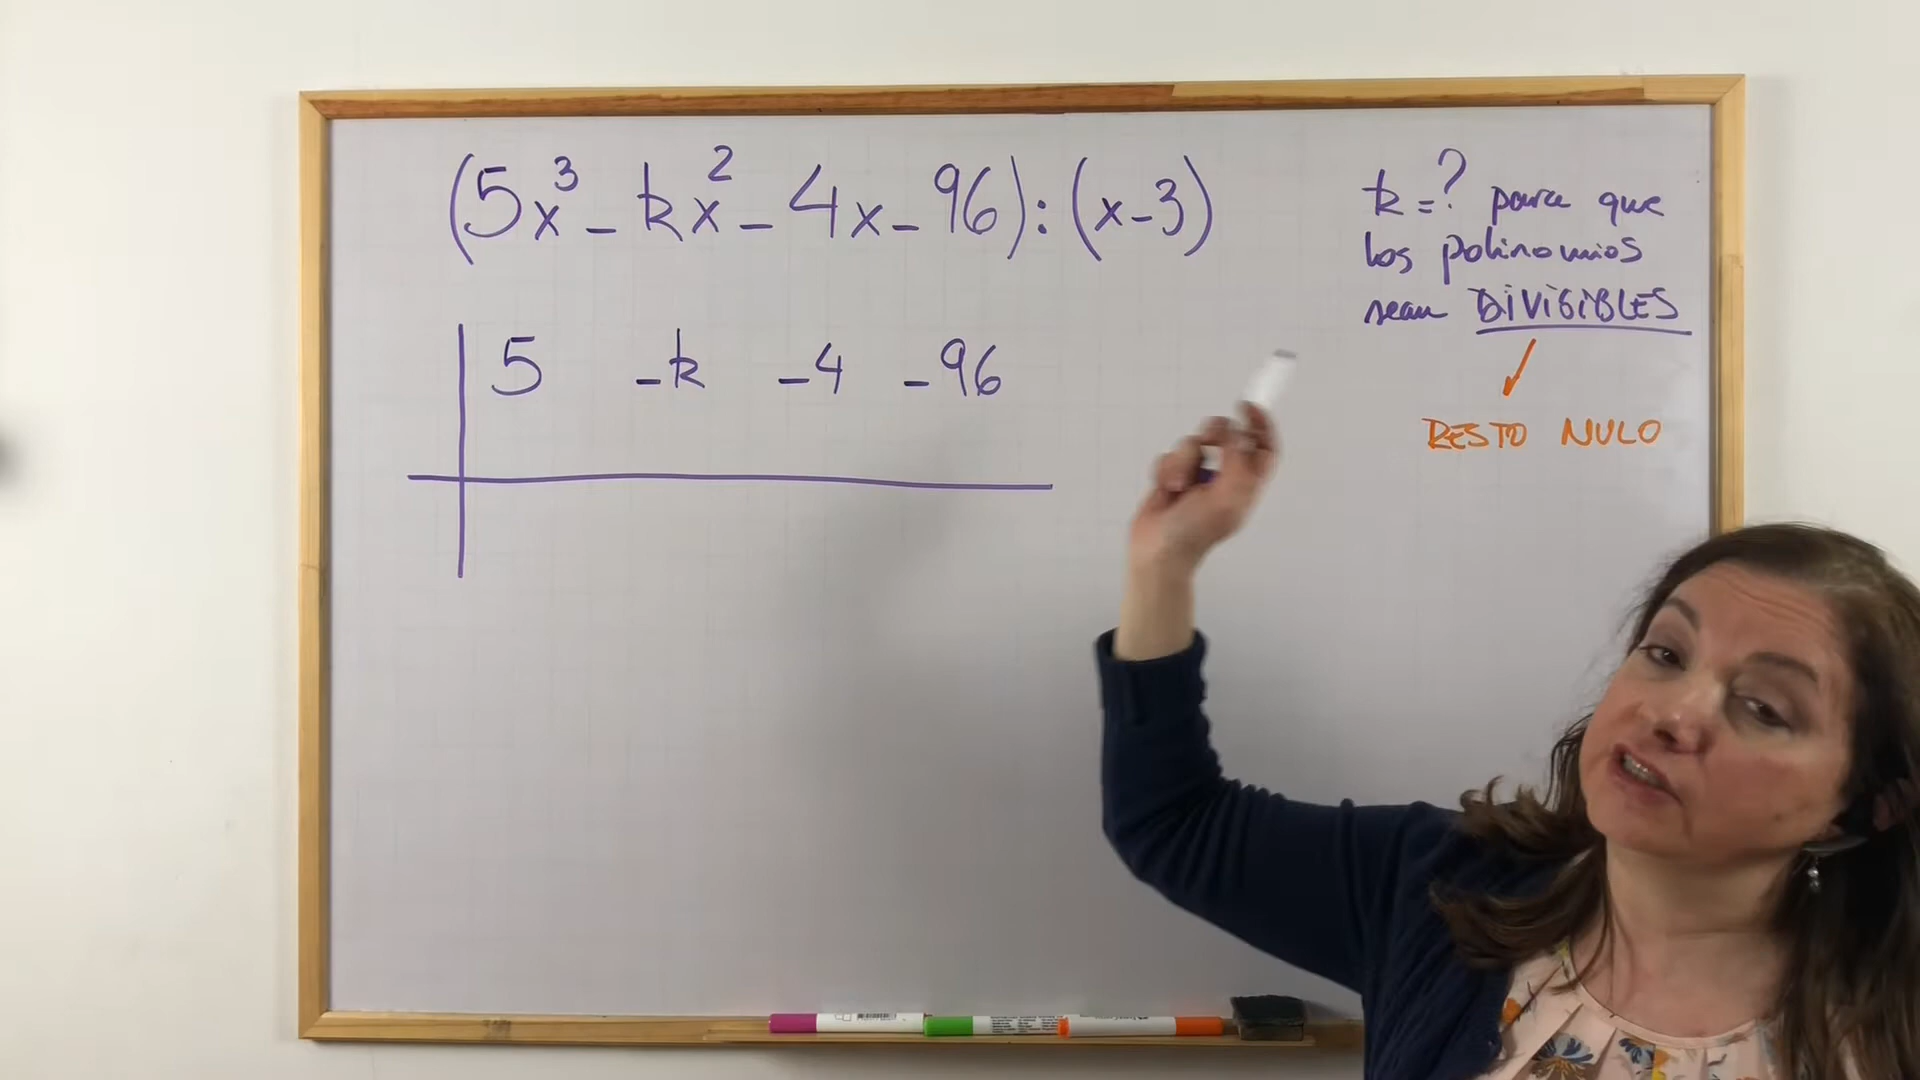 (5x³ - kx² - 4x - 96) : (x - 3)
k = ? para que
los polinomios
sean DIVISIBLES
5 -k -4 -96
RESTO NULO